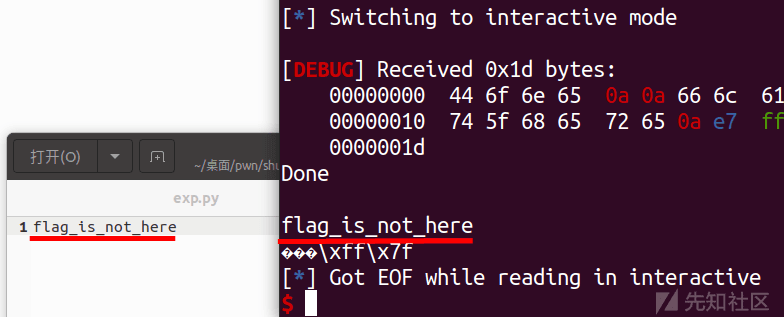 [*] Switching to interactive mode
[DEBUG] Received 0x1d bytes:
00000000 44 6f 6e 65 0a 0a 66 6c 61
00000010 74 5f 68 65 72 65 0a e7 ff
0000001d
Done
flag_is_not_here
\xff\x7f
[*] Got EOF while reading in interactive
$
打开(O)
~/桌面/pwn/shu
exp.py
1 flag_is_not_here
先知社区